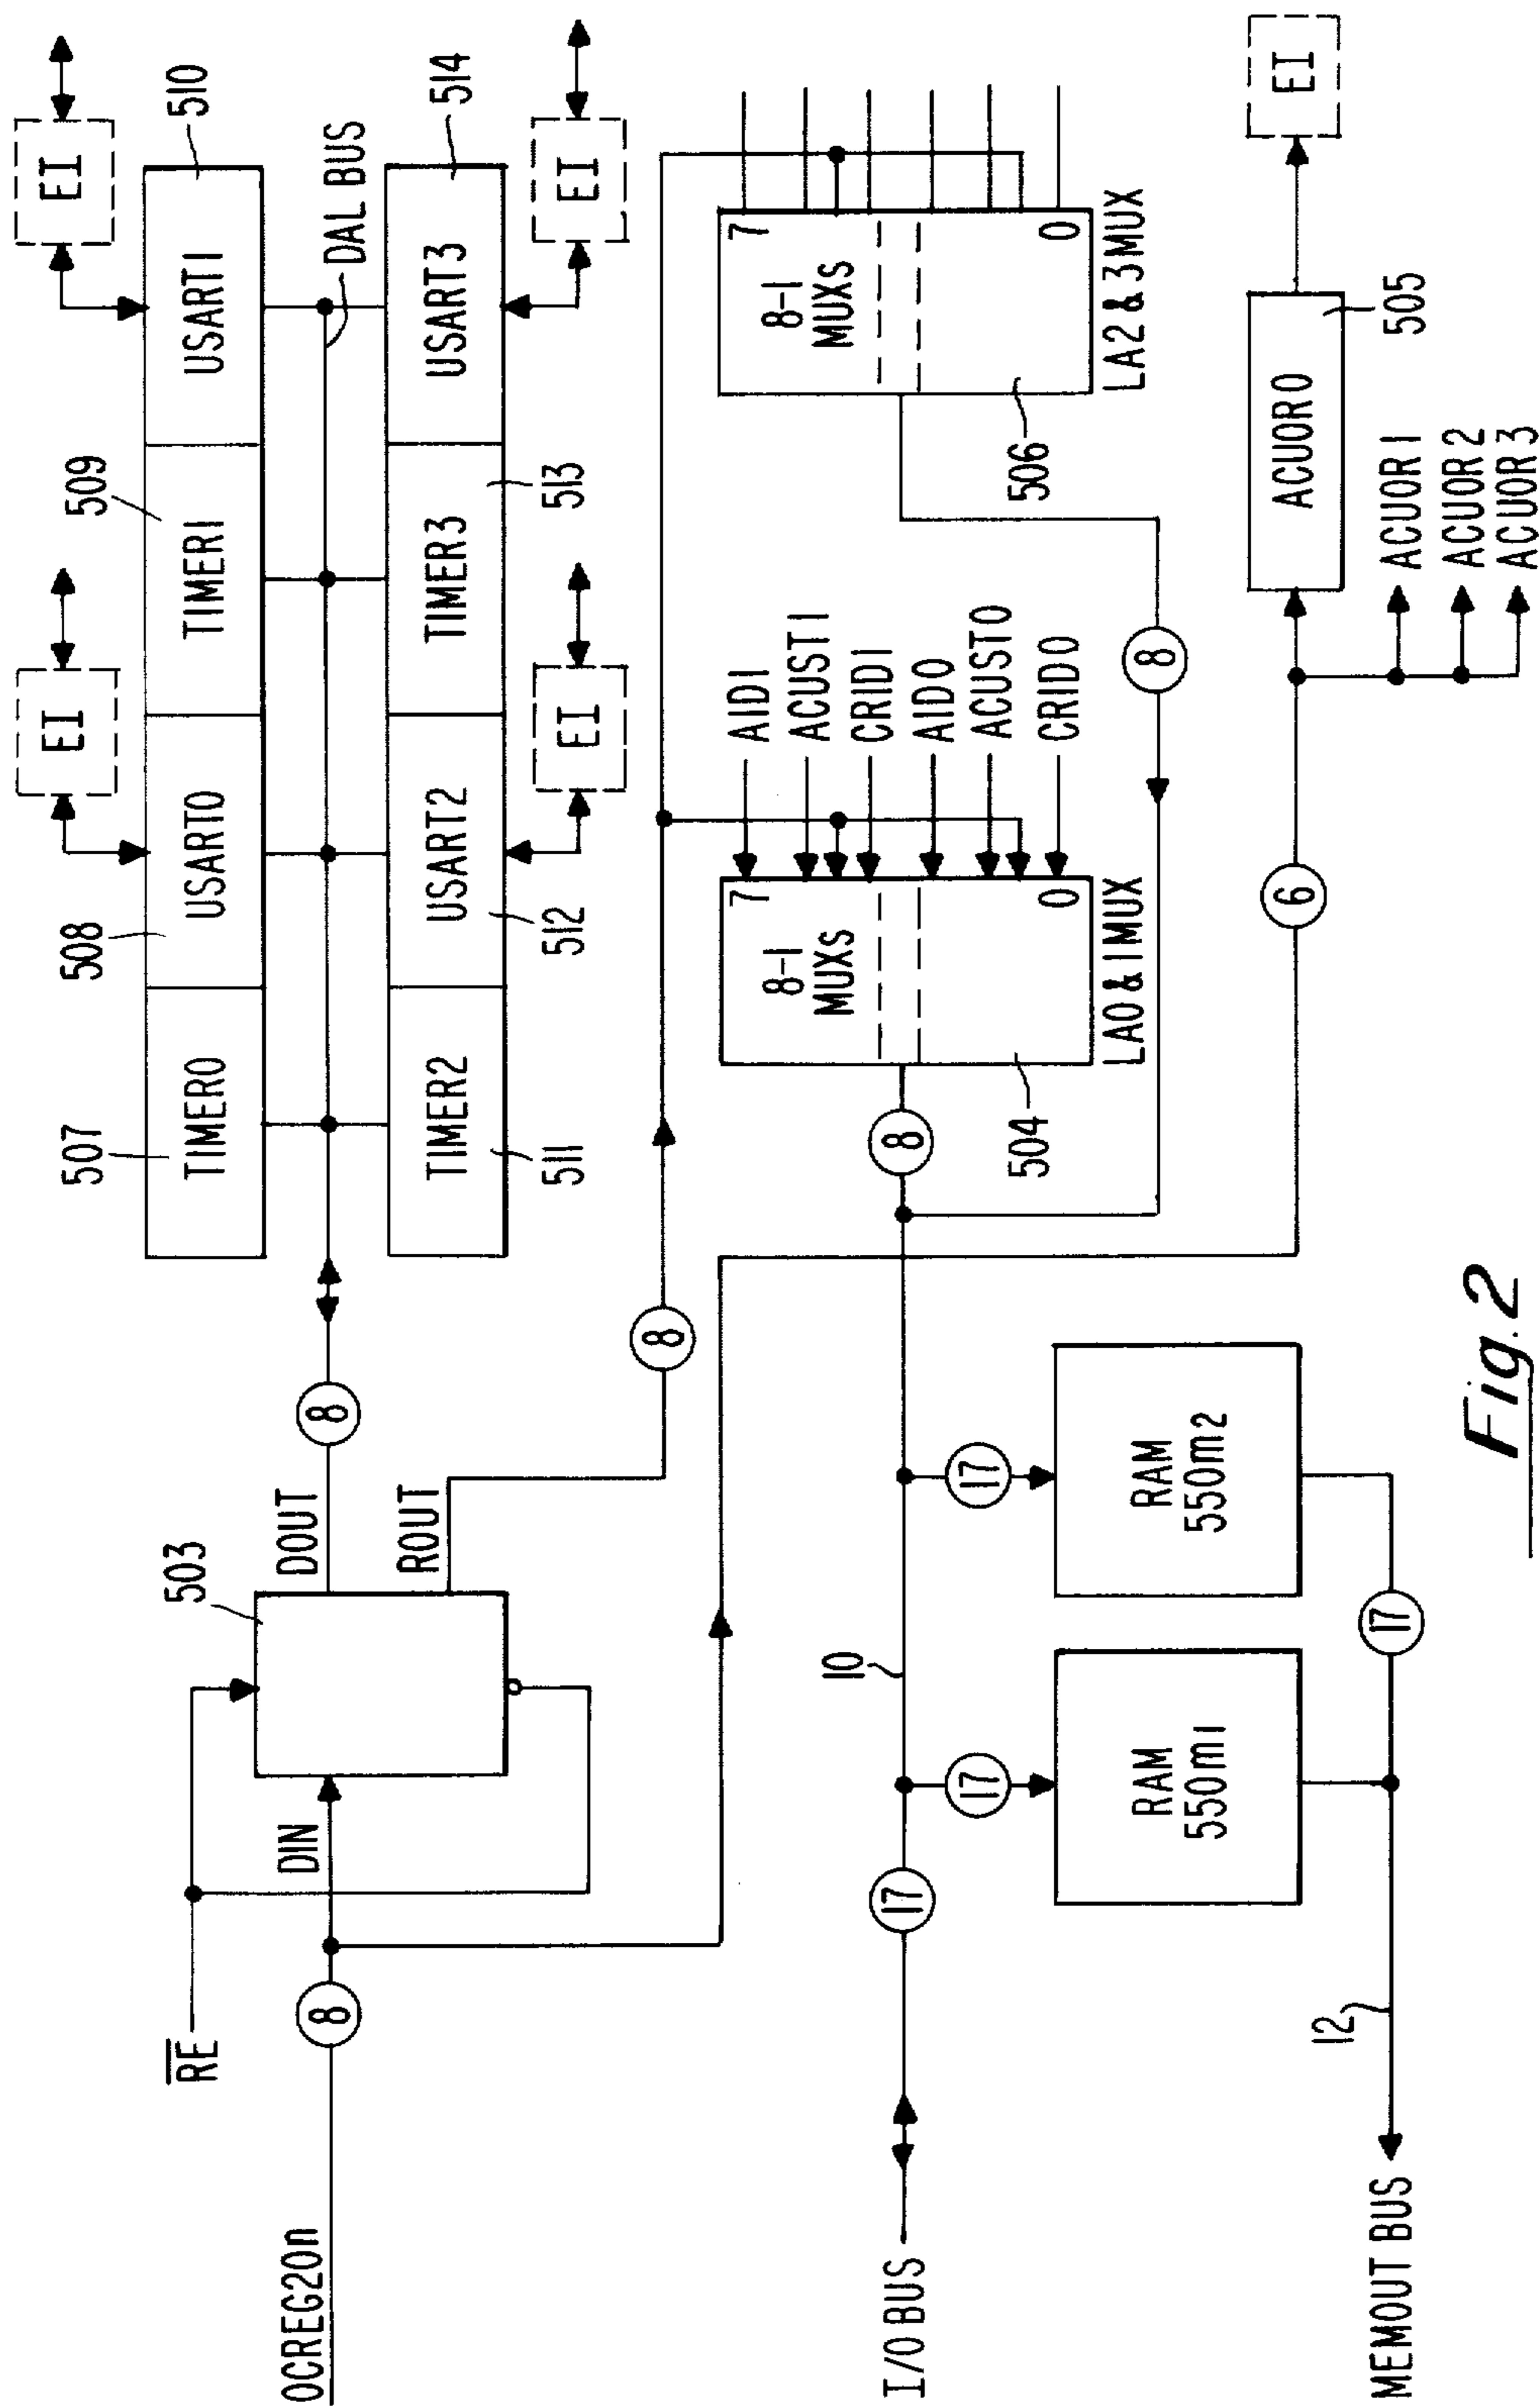 OCREG20n
8
RE
DIN
503
DOUT
ROUT
8
8
507
TIMER0
508
USART0
509
TIMER1
510
USART1
EI
EI
DAL BUS
TIMER2
511
USART2
512
TIMER3
513
USART3
514
EI
EI
8-1
MUXs
7
0
504
LA0 & 1MUX
8
AID1
ACUST1
CRID1
AID0
ACUST0
CRID0
8-1
MUXs
7
0
506
LA2 & 3MUX
8
6
ACUOR0
505
EI
ACUOR1
ACUOR2
ACUOR3
I/O BUS
17
10
17
17
RAM
550m1
RAM
550m2
17
12
MEMOUT BUS
Fig.2